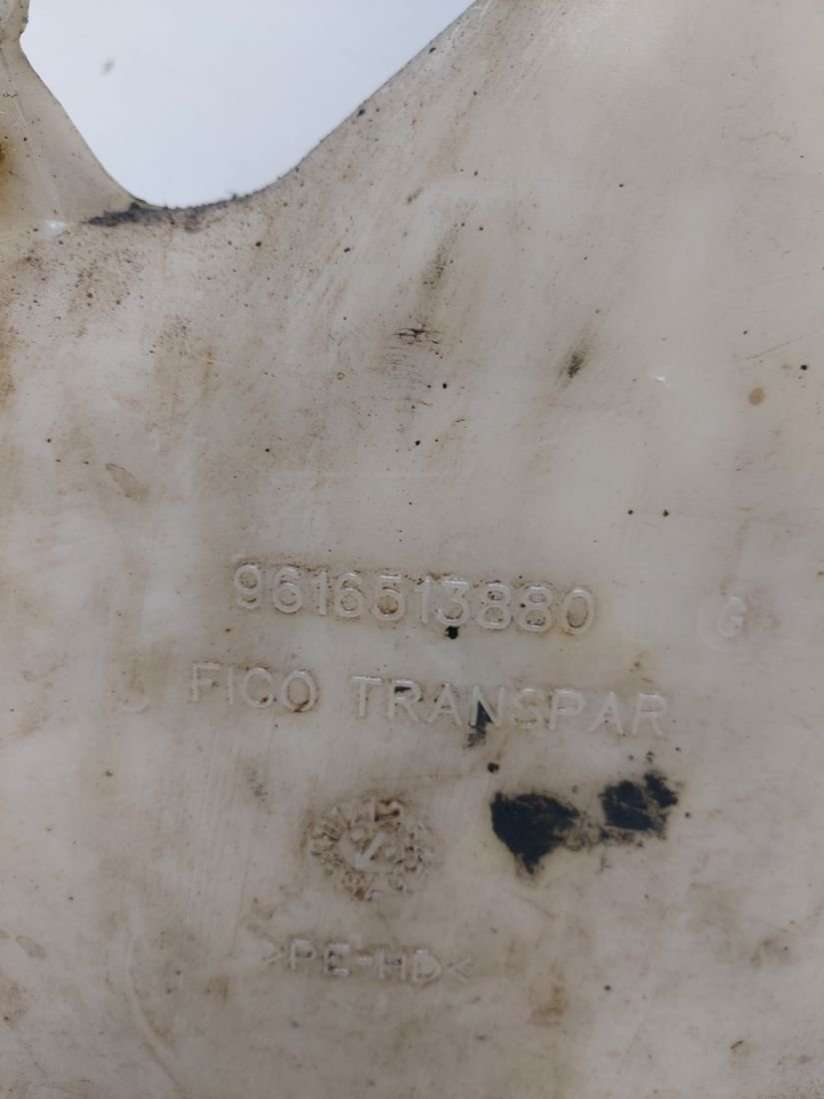 9616513880 G
FICO TRANSPAR
>PE-HD<